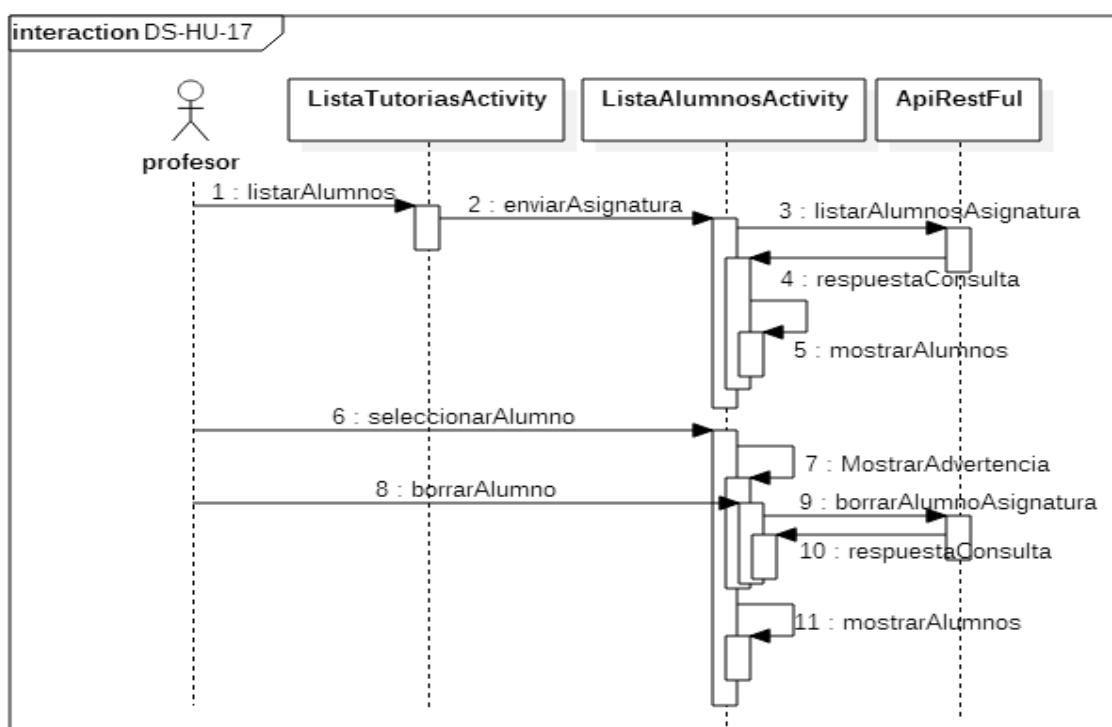 interaction DS-HU-17
ListaTutoriasActivity
ListaAlumnosActivity
ApiRestFul
profesor
1 : listarAlumnos
2 : enviarAsignatura
3 : listarAlumnosAsignatura
4 : respuestaConsulta
5 : mostrarAlumnos
6 : seleccionarAlumno
7 : MostrarAdvertencia
8 : borrarAlumno
9 : borrarAlumnoAsignatura
10 : respuestaConsulta
11 : mostrarAlumnos